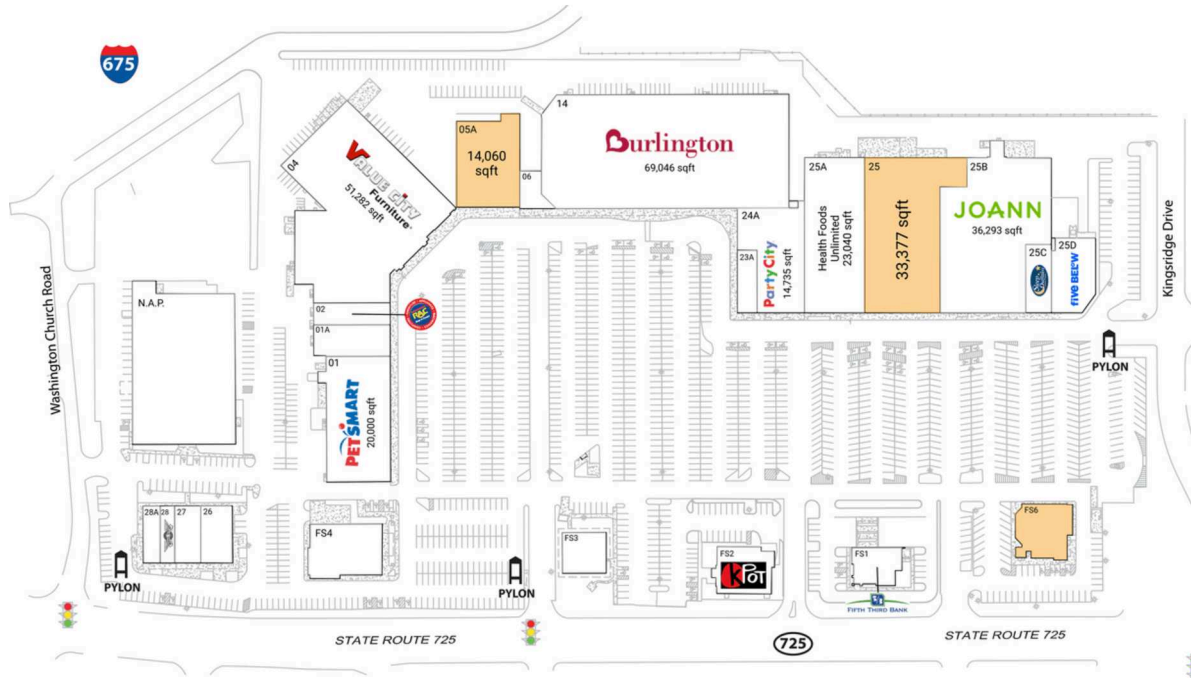 675
14
Burlington
69,046 sqft
05A
14,060
sqft
06
04
VALUE CITY
Furniture
51,282 sqft
25A
Health Foods
Unlimited
23,040 sqft
25
33,377 sqft
25B
JOANN
36,293 sqft
24A
23A
PartyCity
14,735 sqft
25C
25D
five BEL°W
Washington Church Road
Kingsridge Drive
N.A.P.
02
RAC
01A
01
PETSMART
20,000 sqft
PYLON
28A
28
27
26
FS4
FS3
FS2
KPOT
FS1
FIFTH THIRD BANK
FS6
PYLON
PYLON
STATE ROUTE 725
725
STATE ROUTE 725